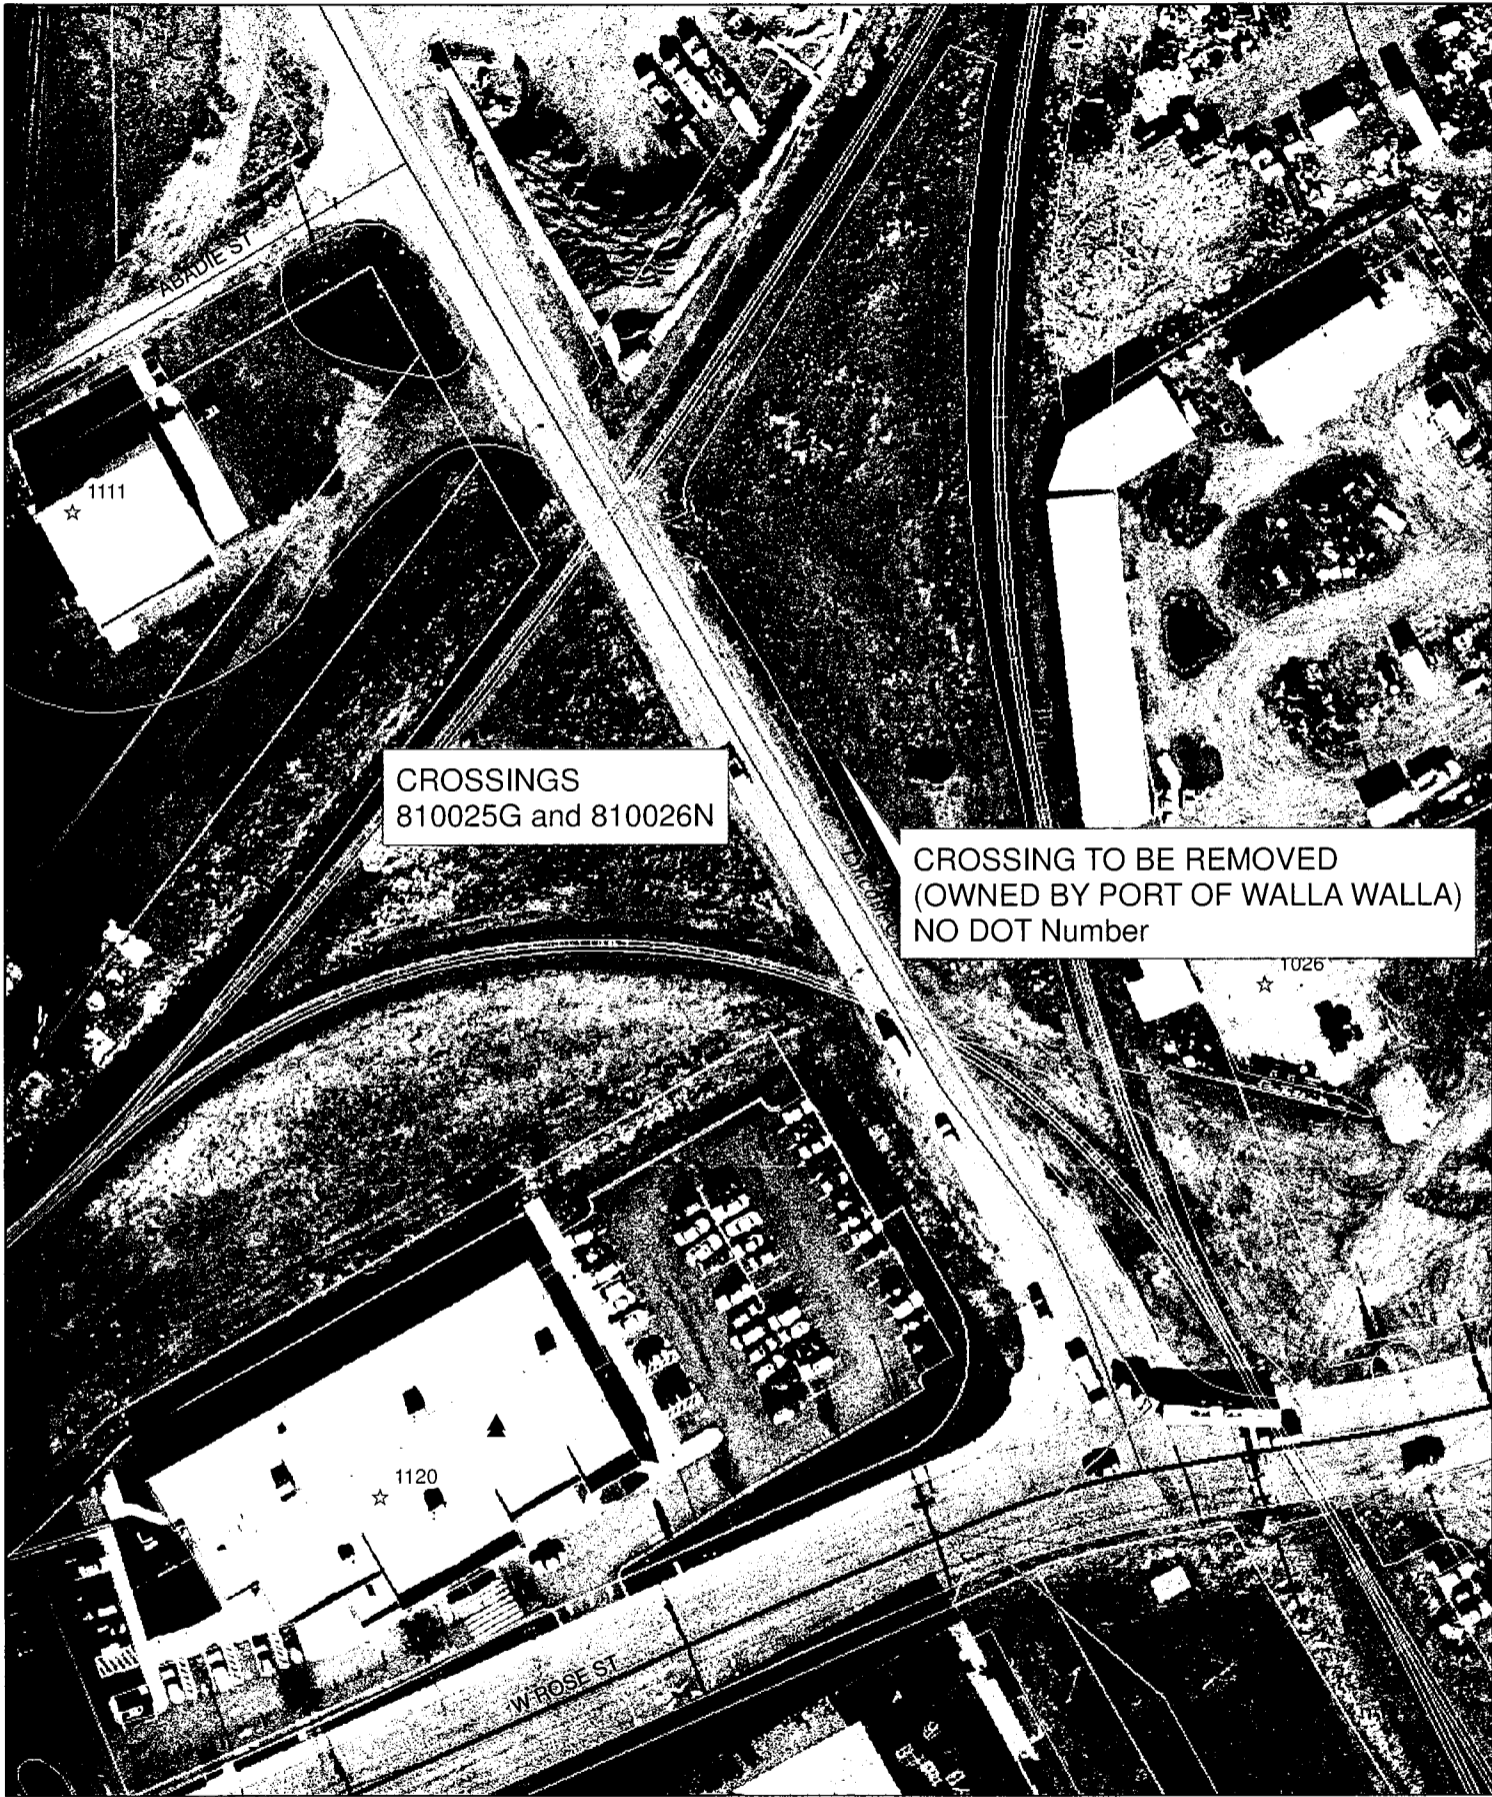 ABADIE ST
1111
CROSSINGS
810025G and 810026N
CROSSING TO BE REMOVED
(OWNED BY PORT OF WALLA WALLA)
NO DOT Number
1026
1120
W ROSE ST